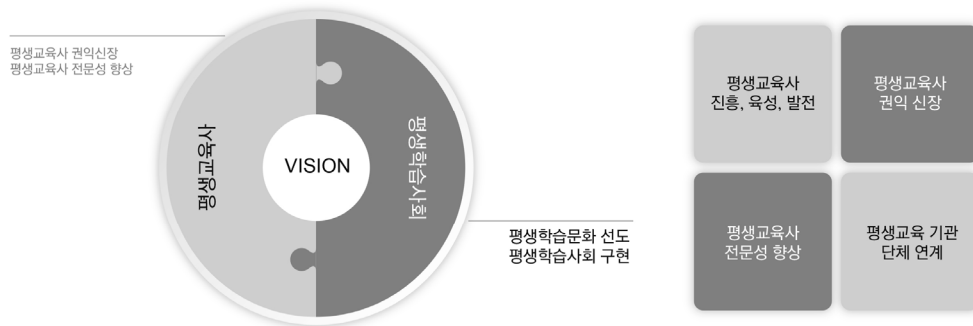 평생교육사 권익신장
평생교육사 전문성 향상
평생교육사
VISION
평생학습사회
평생학습문화 선도
평생학습사회 구현
평생교육사
진흥, 육성, 발전
평생교육사
권익 신장
평생교육사
전문성 향상
평생교육 기관
단체 연계